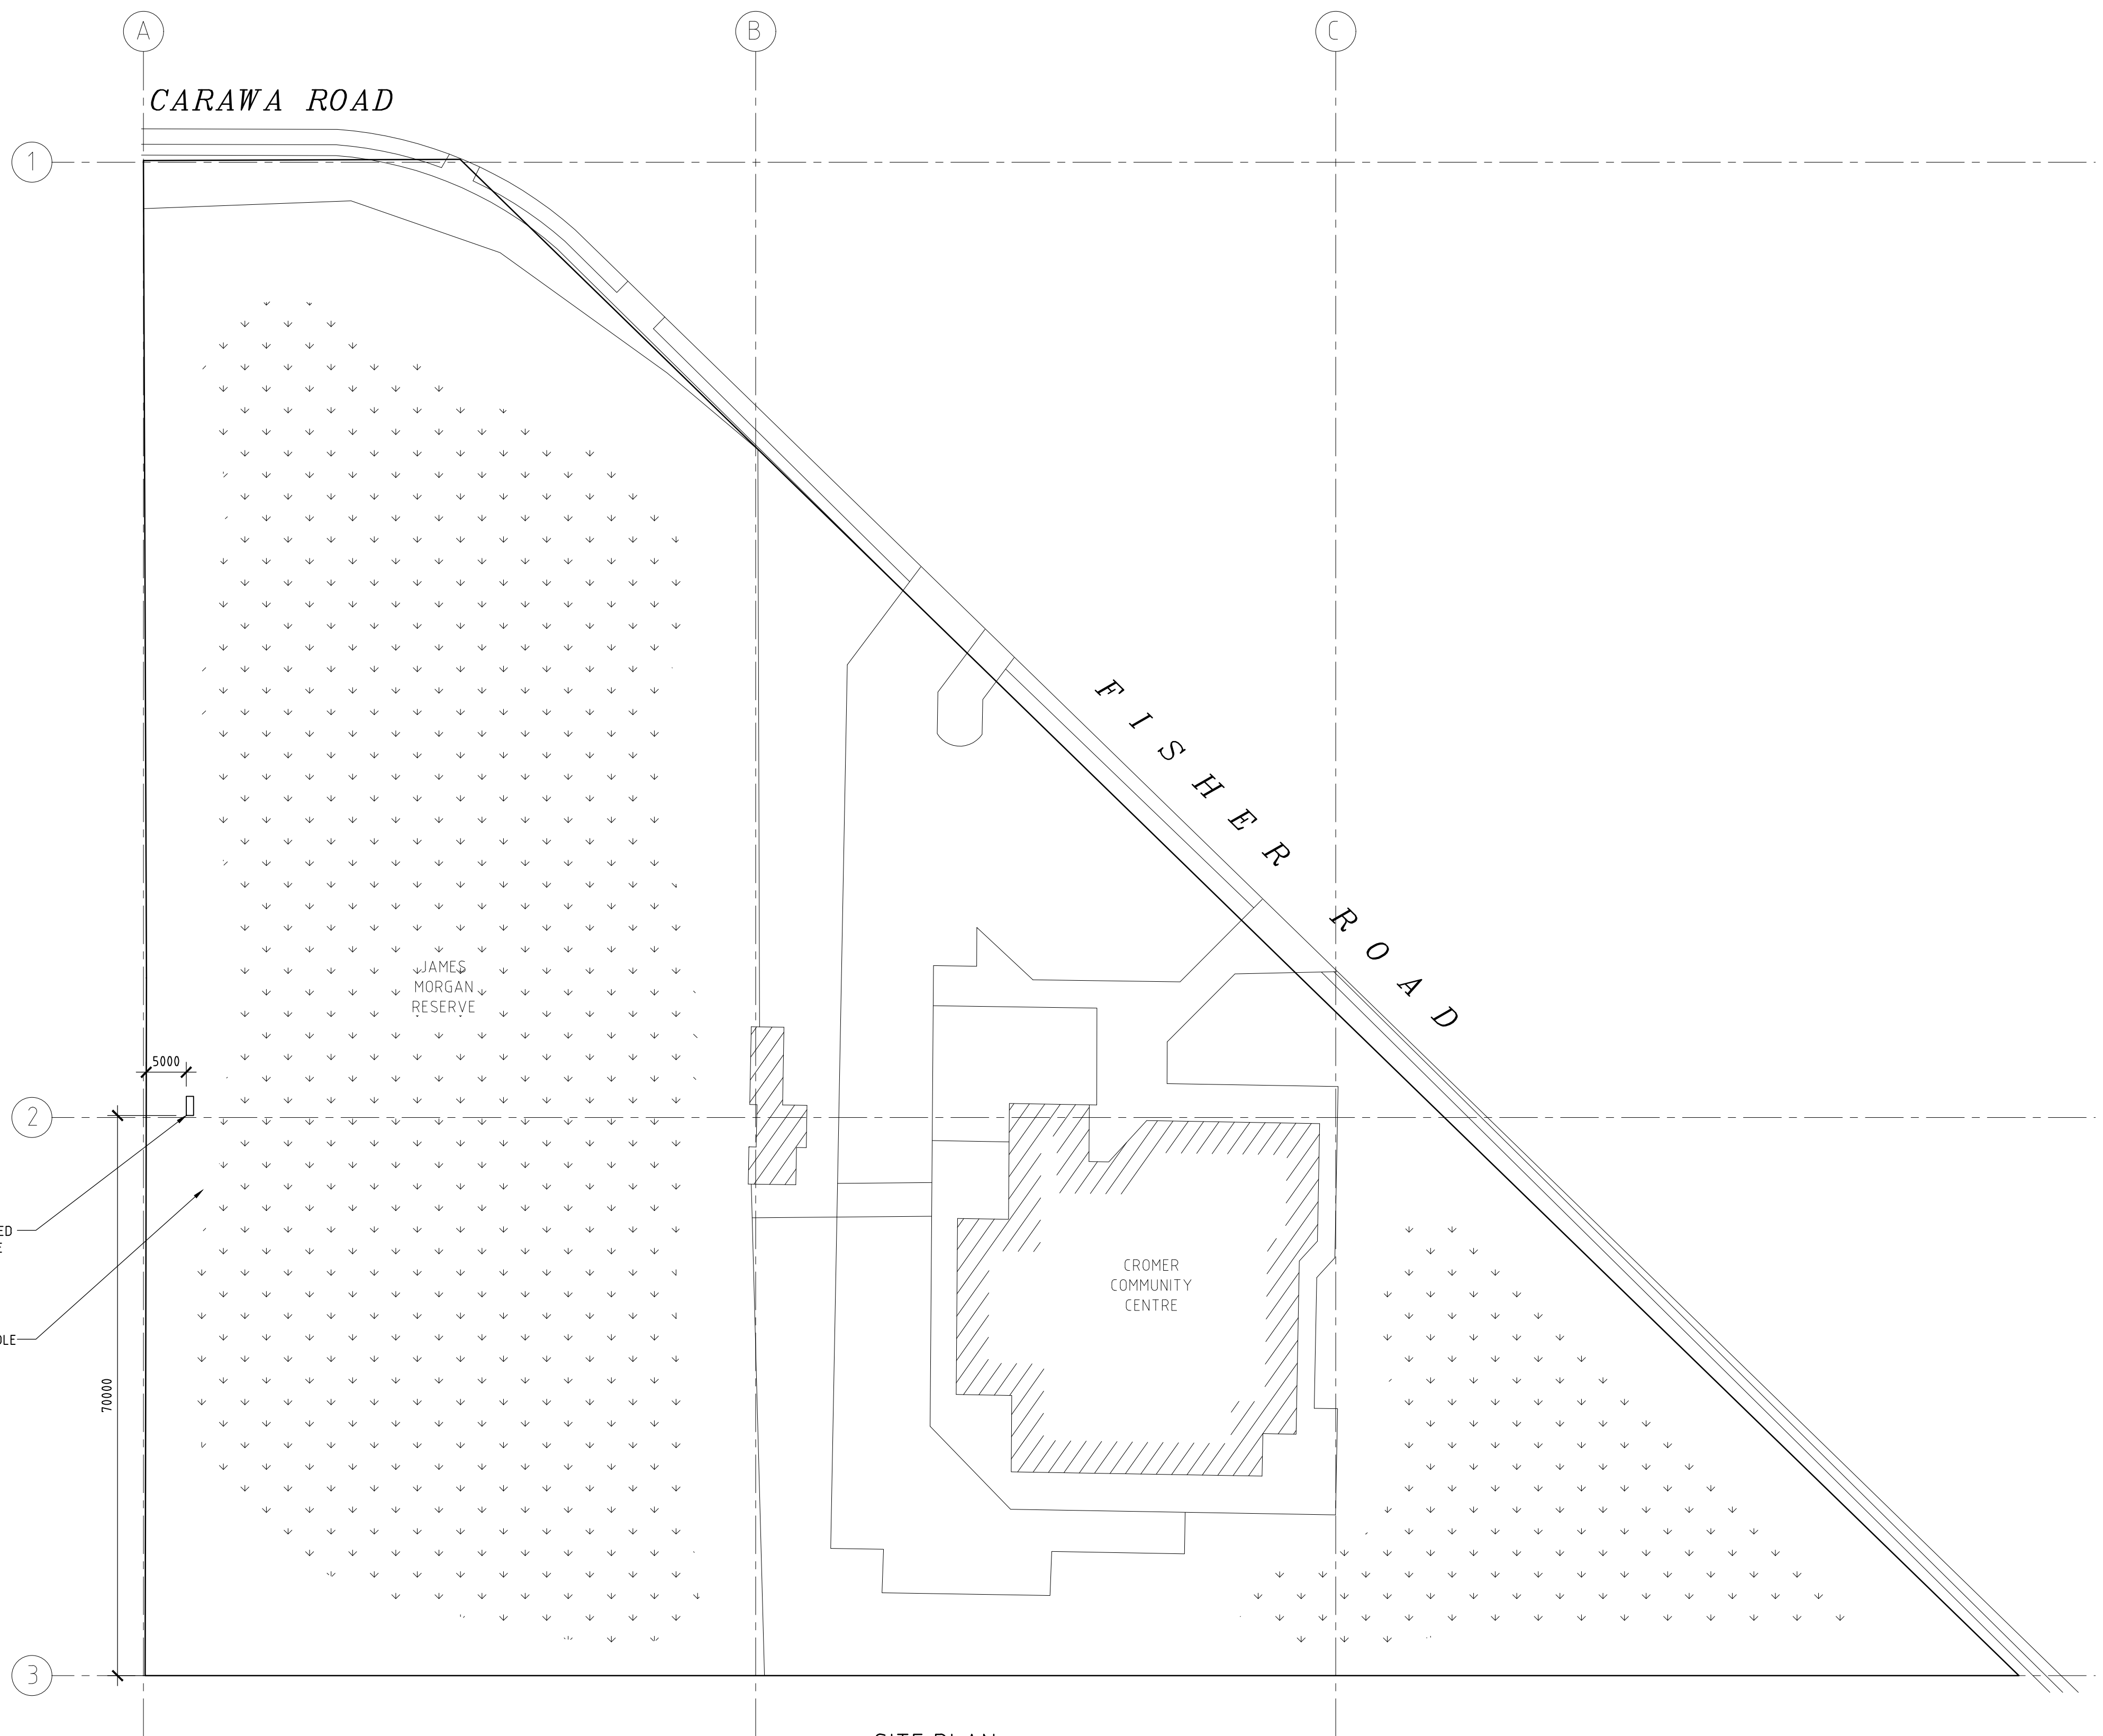 A
B
C
CARAWA ROAD
1
FISHER ROAD
JAMES
MORGAN
RESERVE
5000
2
CROMER
COMMUNITY
CENTRE
70000
3